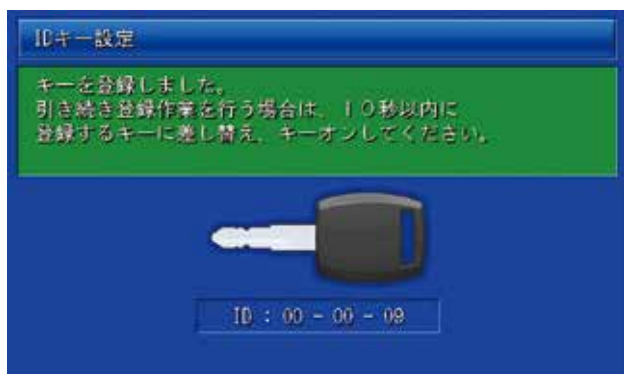 IDキー設定
キーを登録しました。
引き続き登録作業を行う場合は、１０秒以内に
登録するキーに差し替え、キーオンしてください。
ID : 00 - 00 - 09